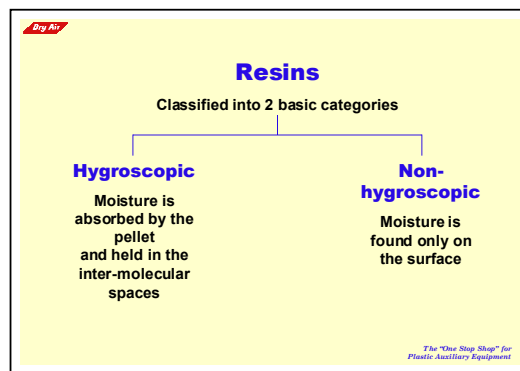 Dry Air
Resins
Classified into 2 basic categories
Hygroscopic
Moisture is
absorbed by the
pellet
and held in the
inter-molecular
spaces
Non-
hygroscopic
Moisture is
found only on
the surface
The “One Stop Shop” for
Plastic Auxiliary Equipment